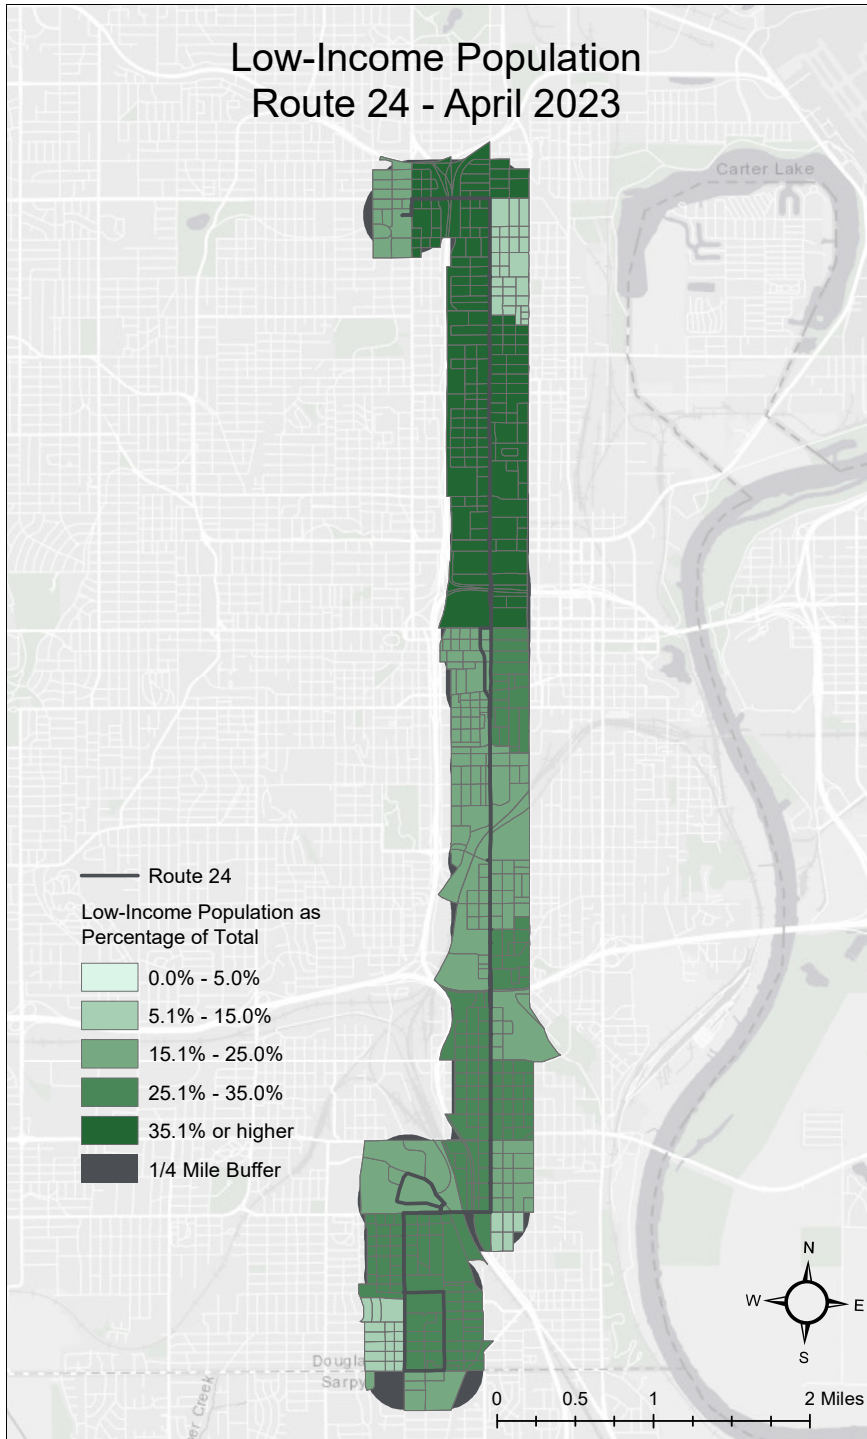 Low-Income Population
Route 24 - April 2023
Carter Lake
Route 24
Low-Income Population as
Percentage of Total
0.0% - 5.0%
5.1% - 15.0%
15.1% - 25.0%
25.1% - 35.0%
35.1% or higher
1/4 Mile Buffer
N
W
E
S
Dougla
Sarpy
Creek
0
0.5
1
2 Miles